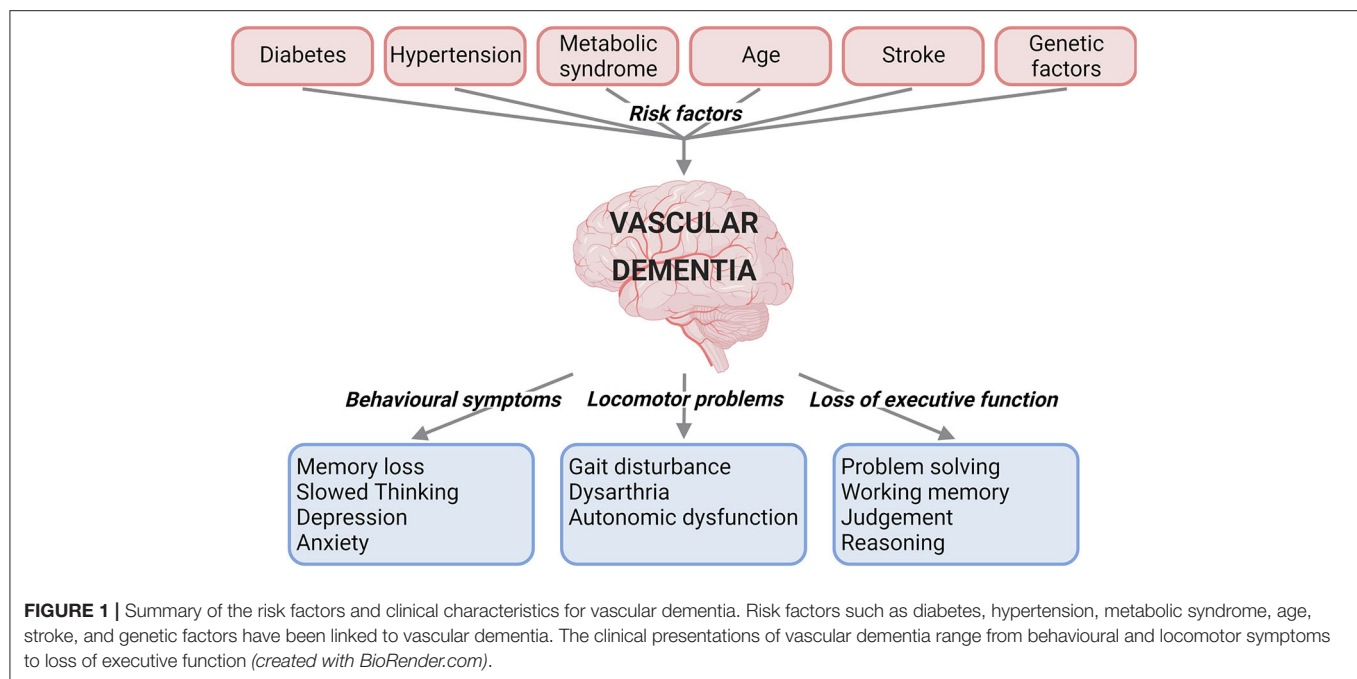 Diabetes
Hypertension
Metabolic
syndrome
Age
Stroke
Genetic
factors
Risk factors
VASCULAR
DEMENTIA
Behavioural symptoms
Locomotor problems
Loss of executive function
Memory loss
Slowed Thinking
Depression
Anxiety
Gait disturbance
Dysarthria
Autonomic dysfunction
Problem solving
Working memory
Judgement
Reasoning
FIGURE 1 | Summary of the risk factors and clinical characteristics for vascular dementia. Risk factors such as diabetes, hypertension, metabolic syndrome, age,
stroke, and genetic factors have been linked to vascular dementia. The clinical presentations of vascular dementia range from behavioural and locomotor symptoms
to loss of executive function (created with BioRender.com).